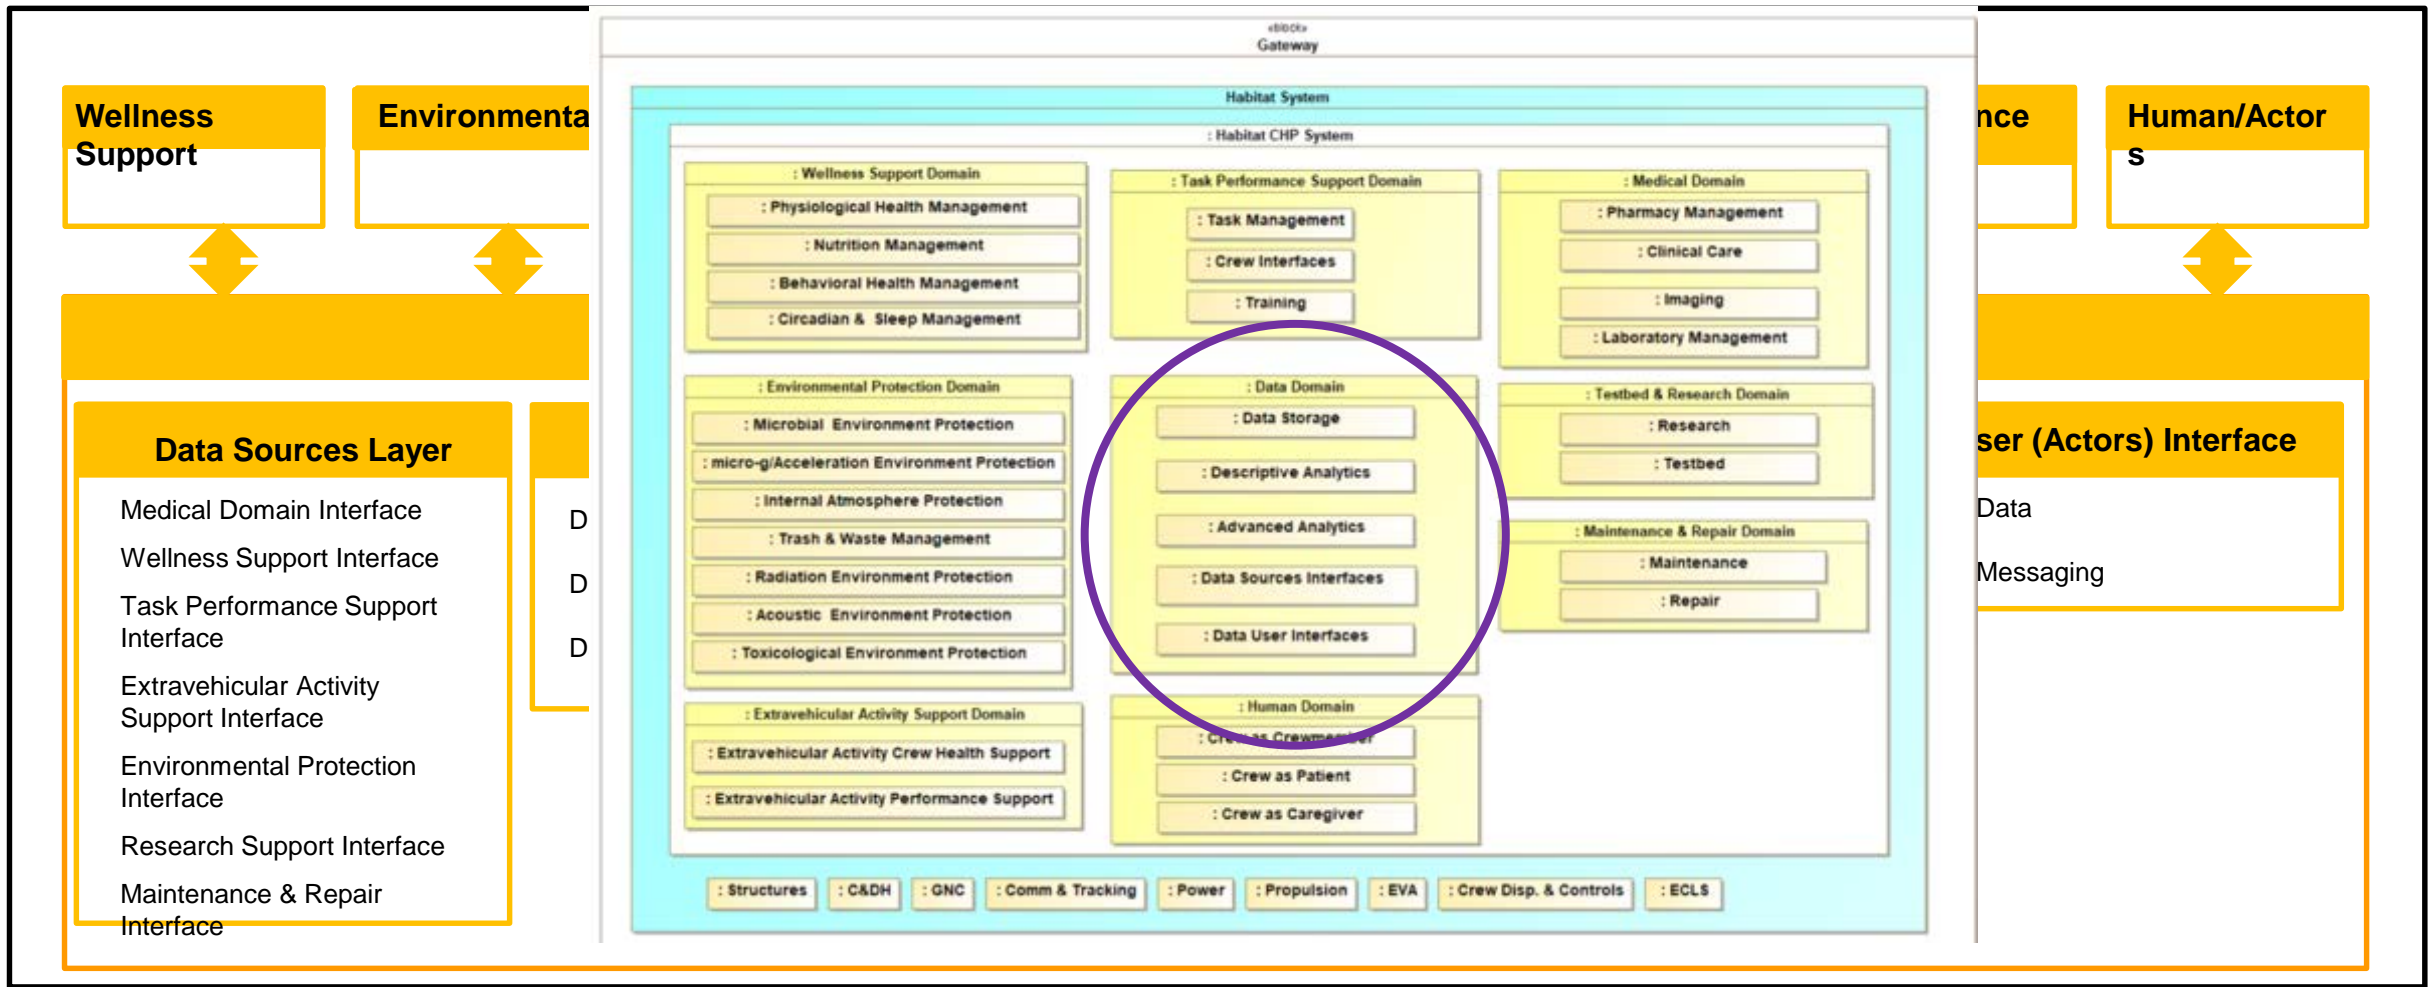 «block»
Gateway
Wellness
Support
Environmenta
nce
Human/Actor
s
Habitat System
: Habitat CHP System
: Wellness Support Domain
: Physiological Health Management
: Nutrition Management
: Behavioral Health Management
: Circadian & Sleep Management
: Task Performance Support Domain
: Task Management
: Crew Interfaces
: Training
: Medical Domain
: Pharmacy Management
: Clinical Care
: Imaging
: Laboratory Management
: Environmental Protection Domain
: Microbial Environment Protection
: micro-g/Acceleration Environment Protection
: Internal Atmosphere Protection
: Trash & Waste Management
: Radiation Environment Protection
: Acoustic Environment Protection
: Toxicological Environment Protection
: Data Domain
: Data Storage
: Descriptive Analytics
: Advanced Analytics
: Data Sources Interfaces
: Data User Interfaces
: Testbed & Research Domain
: Research
: Testbed
: Maintenance & Repair Domain
: Maintenance
: Repair
: Extravehicular Activity Support Domain
: Extravehicular Activity Crew Health Support
: Extravehicular Activity Performance Support
: Human Domain
: Crew as Crewmember
: Crew as Patient
: Crew as Caregiver
: Structures
: C&DH
: GNC
: Comm & Tracking
: Power
: Propulsion
: EVA
: Crew Disp. & Controls
: ECLS
Data Sources Layer
Medical Domain Interface
Wellness Support Interface
Task Performance Support
Interface
Extravehicular Activity
Support Interface
Environmental Protection
Interface
Research Support Interface
Maintenance & Repair
Interface
D
D
D
ser (Actors) Interface
Data
Messaging